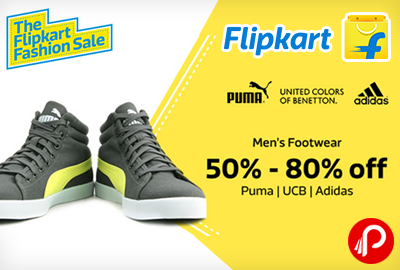 The
Flipkart
Fashion Sale
Flipkart
f
PUMA
UNITED COLORS
OF BENETTON.
adidas
Men's Footwear
50% - 80% off
Puma | UCB | Adidas